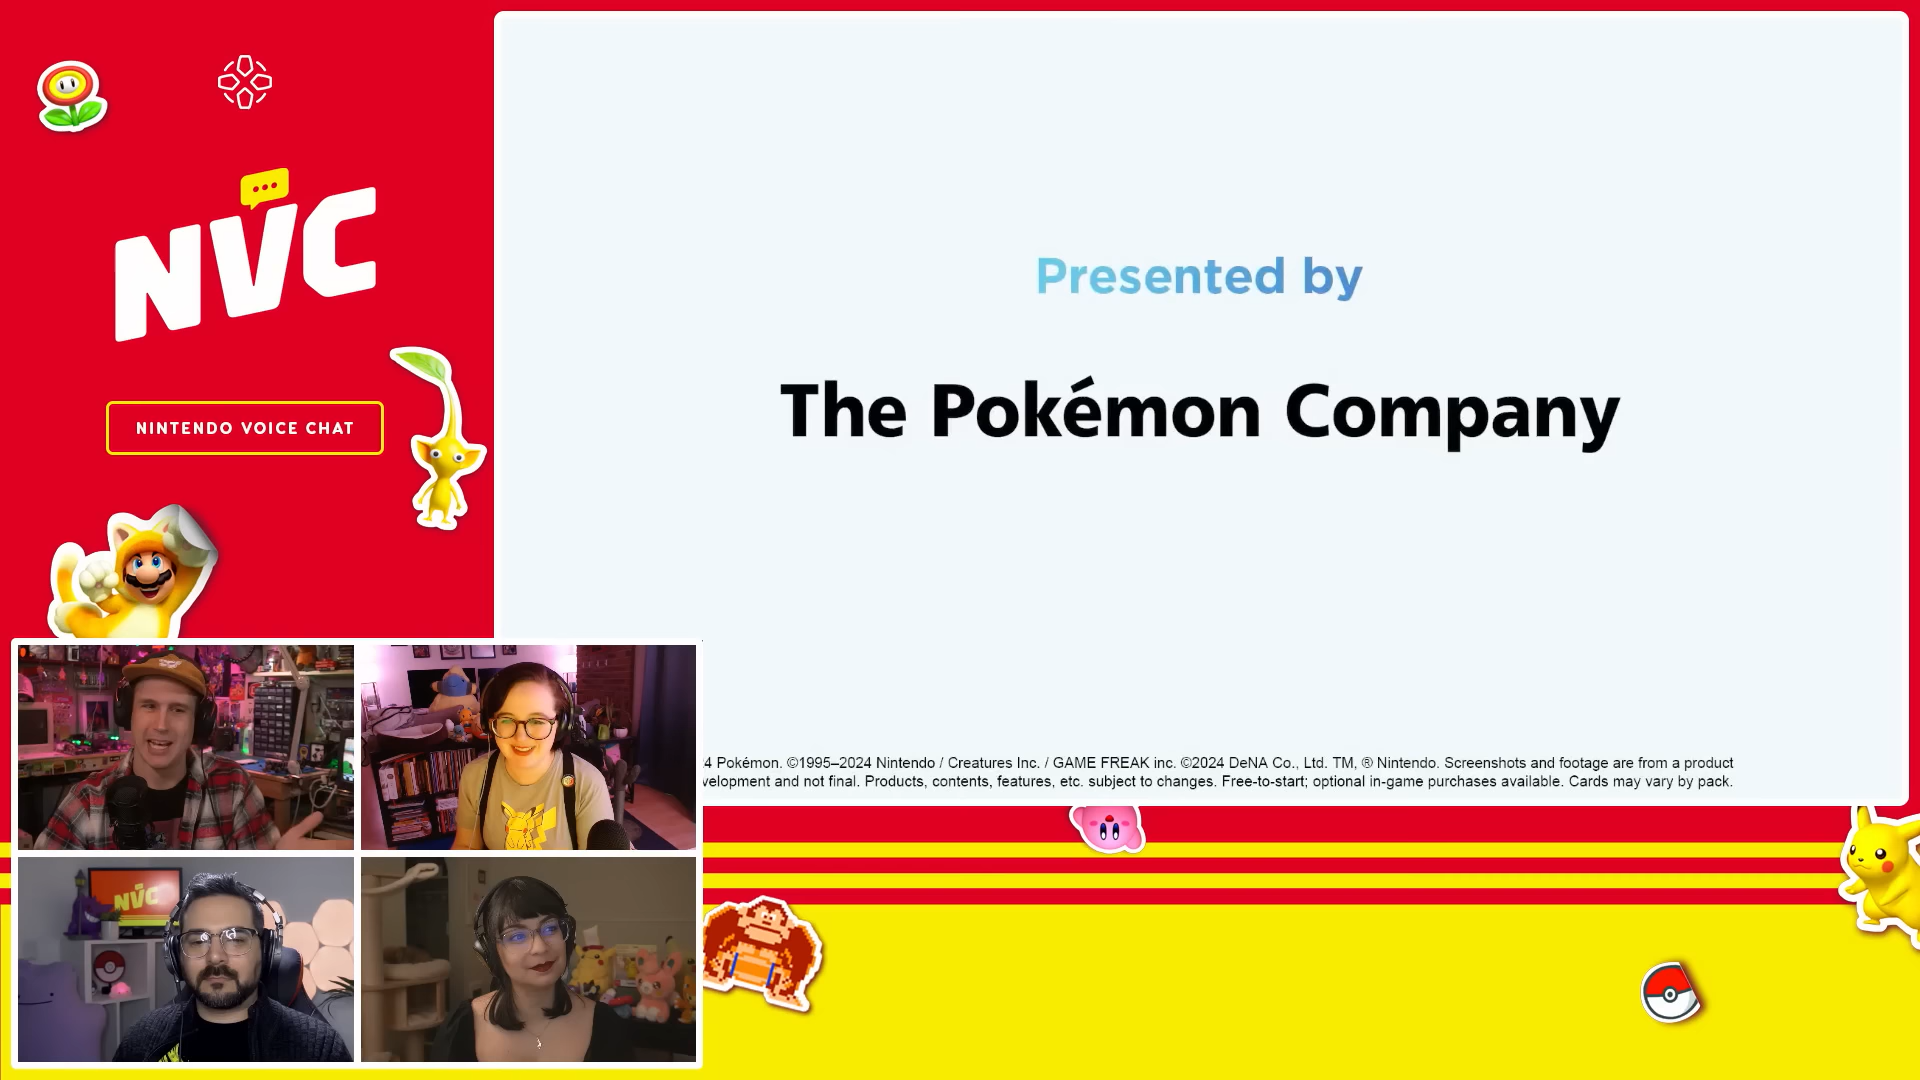 NVC
NINTENDO VOICE CHAT
Presented by
The Pokémon Company
4 Pokémon. ©1995–2024 Nintendo / Creatures Inc. / GAME FREAK inc. ©2024 DeNA Co., Ltd. TM, ® Nintendo. Screenshots and footage are from a product
velopment and not final. Products, contents, features, etc. subject to changes. Free-to-start; optional in-game purchases available. Cards may vary by pack.
NVC